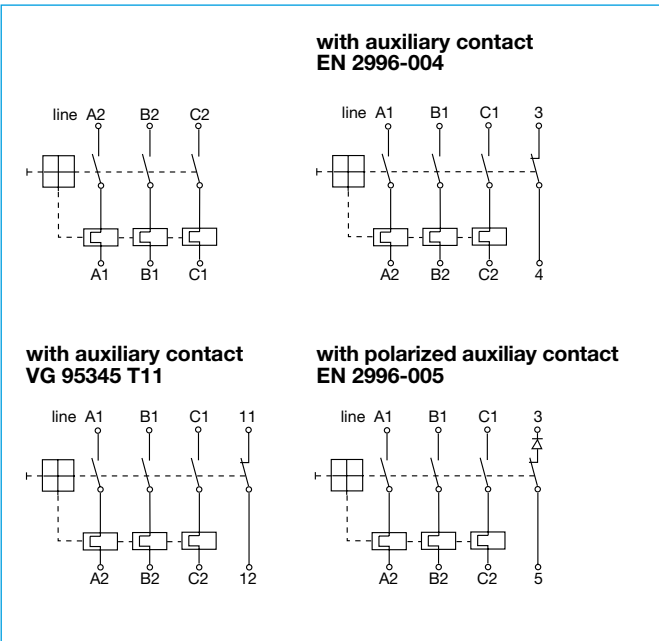 with auxiliary contact
EN 2996-004
line A2 B2 C2
A1 B1 C1
line A1 B1 C1 3
A2 B2 C2 4
with auxiliary contact
VG 95345 T11
line A1 B1 C1 11
A2 B2 C2 12
with polarized auxiliay contact
EN 2996-005
line A1 B1 C1 3
A2 B2 C2 5